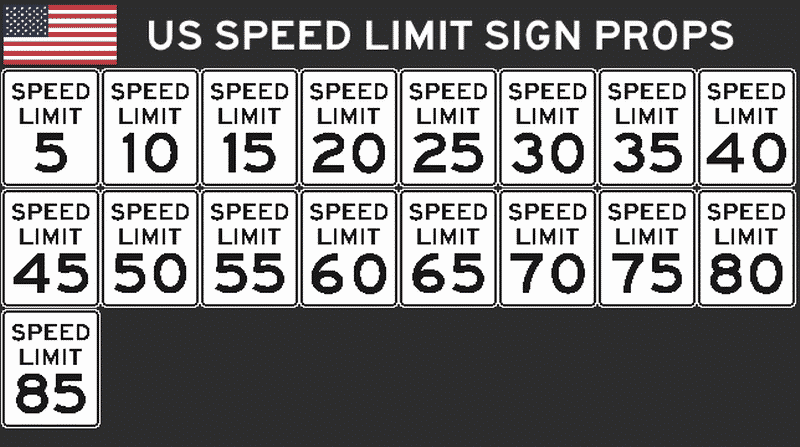 US SPEED LIMIT SIGN PROPS
SPEED
LIMIT
5
SPEED
LIMIT
10
SPEED
LIMIT
15
SPEED
LIMIT
20
SPEED
LIMIT
25
SPEED
LIMIT
30
SPEED
LIMIT
35
SPEED
LIMIT
40
SPEED
LIMIT
45
SPEED
LIMIT
50
SPEED
LIMIT
55
SPEED
LIMIT
60
SPEED
LIMIT
65
SPEED
LIMIT
70
SPEED
LIMIT
75
SPEED
LIMIT
80
SPEED
LIMIT
85